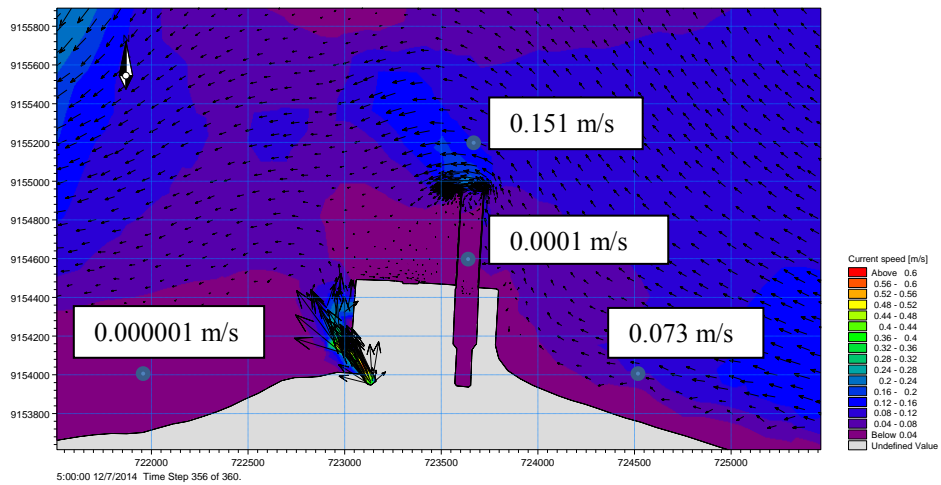 9155800
9155600
9155400
9155200
9155000
9154800
9154600
9154400
9154200
9154000
9153800
0.151 m/s
0.0001 m/s
0.000001 m/s
0.073 m/s
722000 722500 723000 723500 724000 724500 725000
5:00:00 12/7/2014 Time Step 356 of 360.
Current speed [m/s]
Above 0.6
0.56 - 0.6
0.52 - 0.56
0.48 - 0.52
0.44 - 0.48
0.4 - 0.44
0.36 - 0.4
0.32 - 0.36
0.28 - 0.32
0.24 - 0.28
0.2 - 0.24
0.16 - 0.2
0.12 - 0.16
0.08 - 0.12
0.04 - 0.08
Below 0.04
Undefined Value